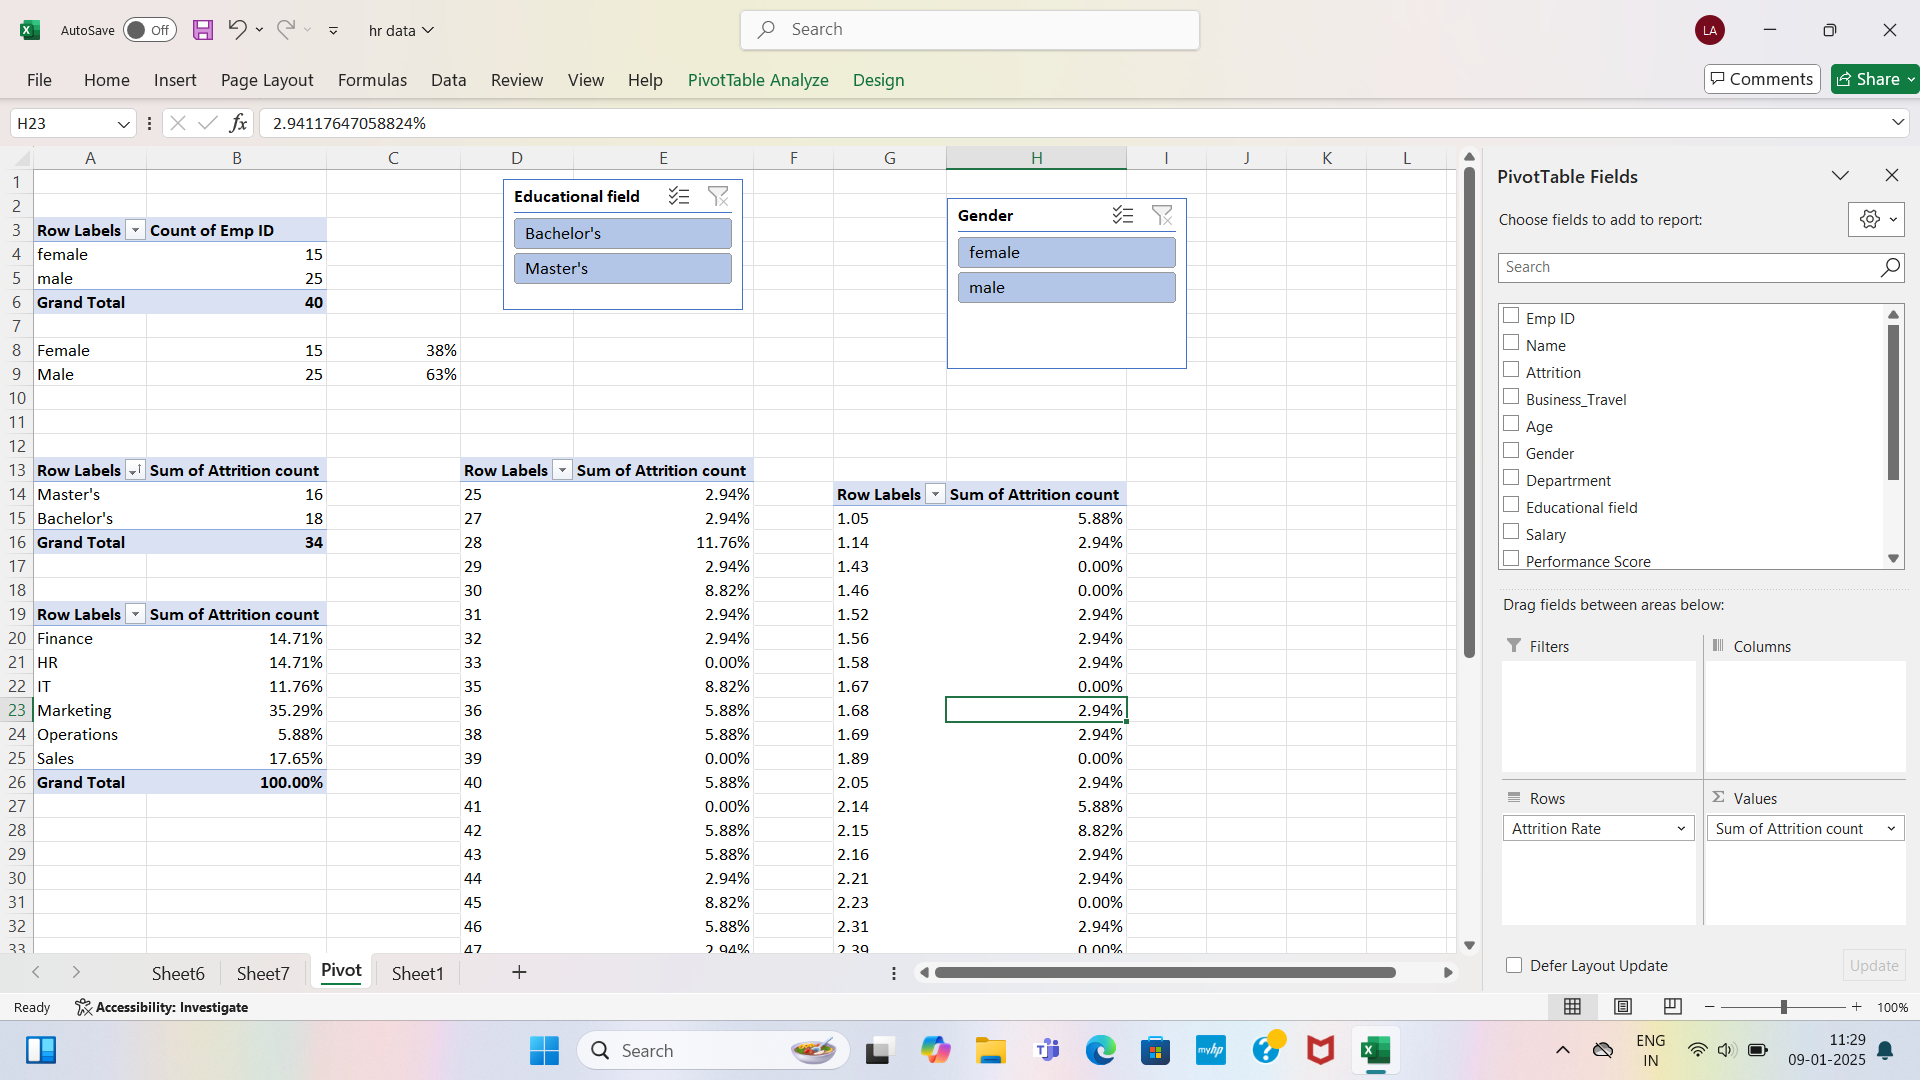 AutoSave Off hr data Search LA
File Home Insert Page Layout Formulas Data Review View Help PivotTable Analyze Design Comments Share
H23 fx 2.94117647058824%
A B C D E F G H I J K L
1
2
3 Row Labels Count of Emp ID
4 female 15
5 male 25
6 Grand Total 40
7
8 Female 15 38%
9 Male 25 63%
10
11
12
13 Row Labels Sum of Attrition count Row Labels Sum of Attrition count
14 Master's 16 25 2.94% Row Labels Sum of Attrition count
15 Bachelor's 18 27 2.94% 1.05 5.88%
16 Grand Total 34 28 11.76% 1.14 2.94%
17 29 2.94% 1.43 0.00%
18 30 8.82% 1.46 0.00%
19 Row Labels Sum of Attrition count 31 2.94% 1.52 2.94%
20 Finance 14.71% 32 2.94% 1.56 2.94%
21 HR 14.71% 33 0.00% 1.58 2.94%
22 IT 11.76% 35 8.82% 1.67 0.00%
23 Marketing 35.29% 36 5.88% 1.68 2.94%
24 Operations 5.88% 38 5.88% 1.69 2.94%
25 Sales 17.65% 39 0.00% 1.89 0.00%
26 Grand Total 100.00% 40 5.88% 2.05 2.94%
27 41 0.00% 2.14 5.88%
28 42 5.88% 2.15 8.82%
29 43 5.88% 2.16 2.94%
30 44 2.94% 2.21 2.94%
31 45 8.82% 2.23 0.00%
32 46 5.88% 2.31 2.94%
33 47 2.94% 2.39 0.00%
Educational field
Bachelor's
Master's
Gender
female
male
PivotTable Fields
Choose fields to add to report:
Search
Emp ID
Name
Attrition
Business_Travel
Age
Gender
Departrment
Educational field
Salary
Performance Score
Drag fields between areas below:
Filters Columns
Rows Values
Attrition Rate Sum of Attrition count
Defer Layout Update Update
Sheet6 Sheet7 Pivot Sheet1
Ready Accessibility: Investigate 100%
Search myhp ENG
IN
11:29
09-01-2025